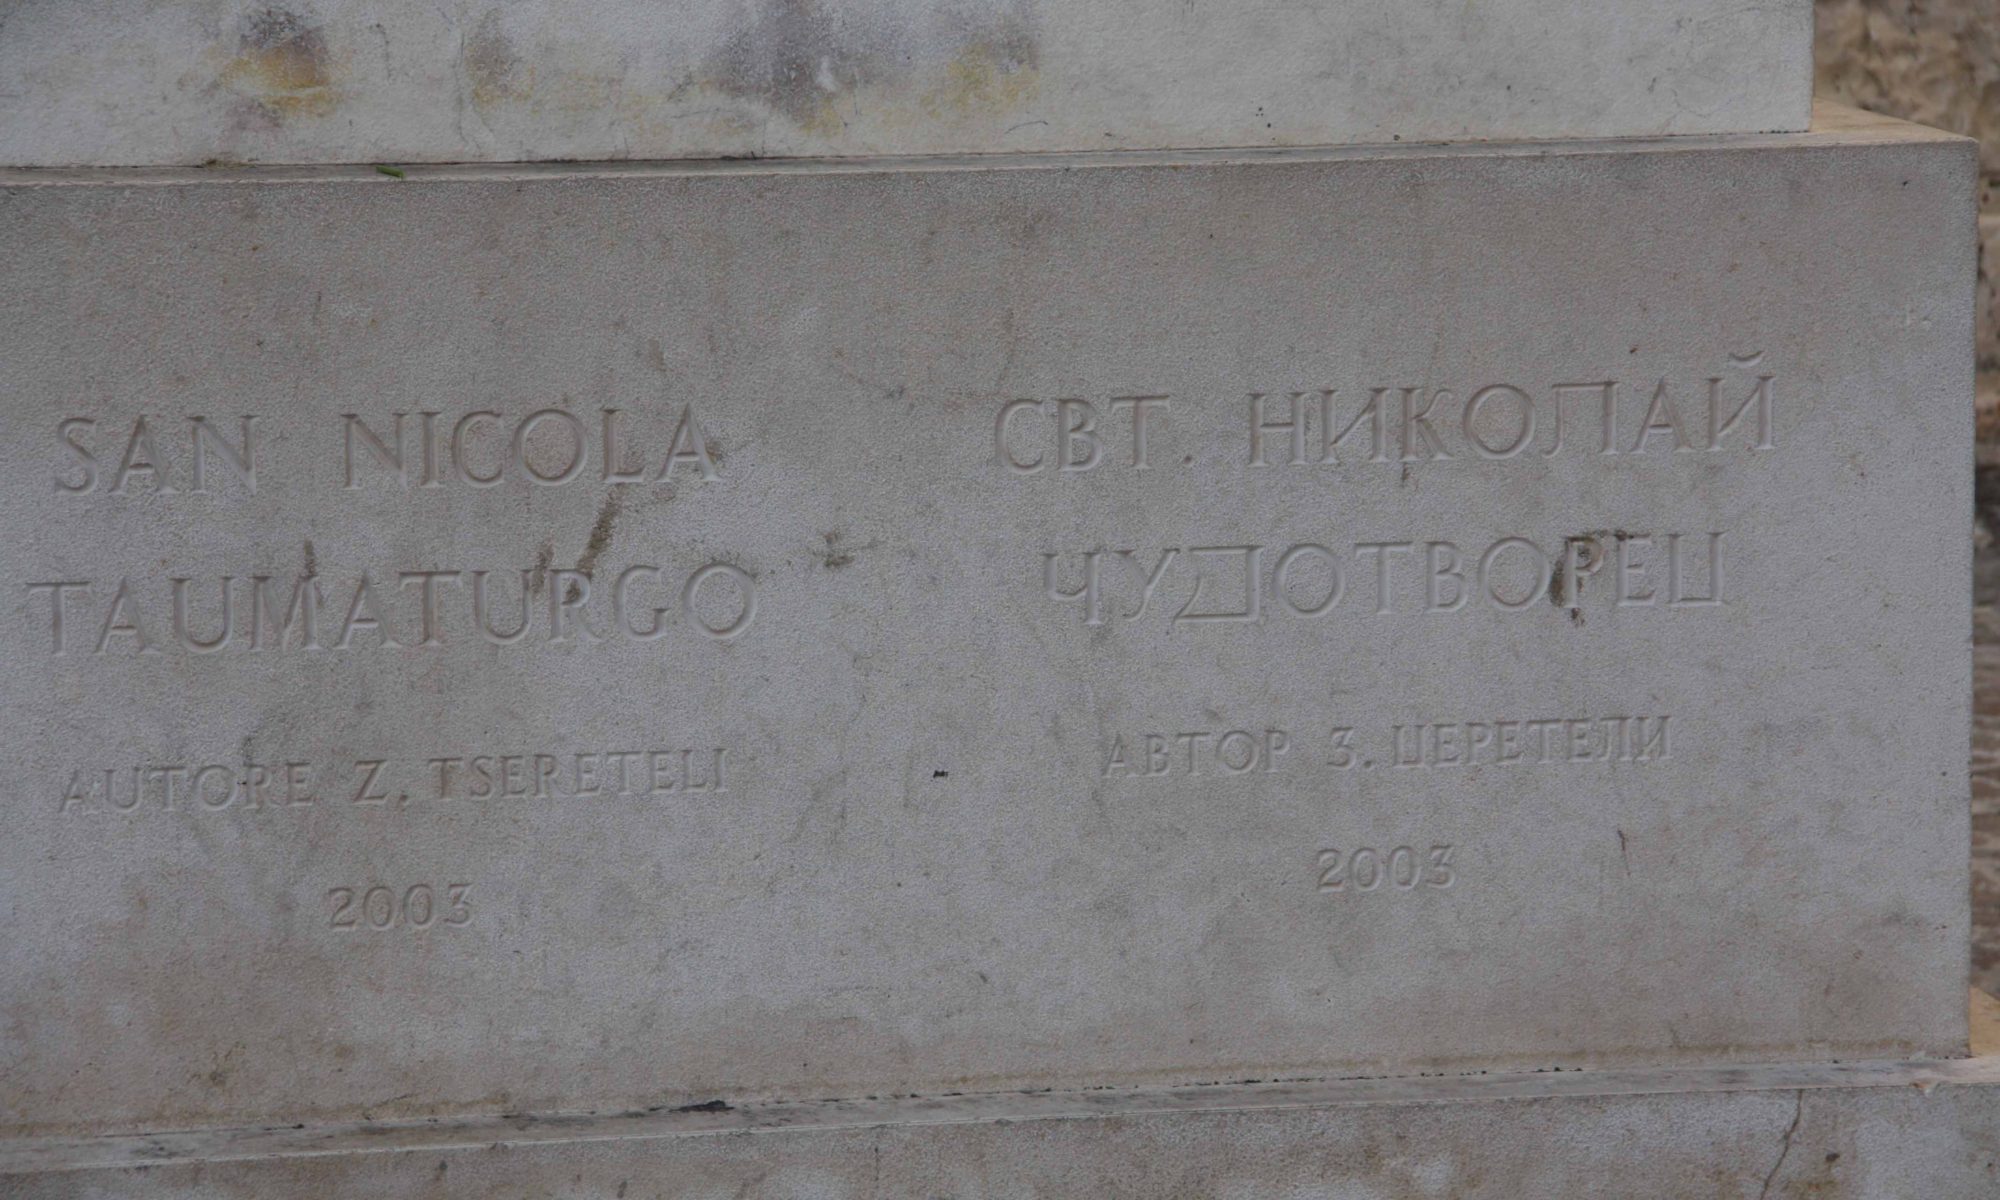 SAN NICOLA
TAUMATURGO
AUTORE Z. TSERETELI
2003
СВТ. НИКОЛАЙ
ЧУДОТВОРЕЦ
АВТОР З. ЦЕРЕТЕЛИ
2003